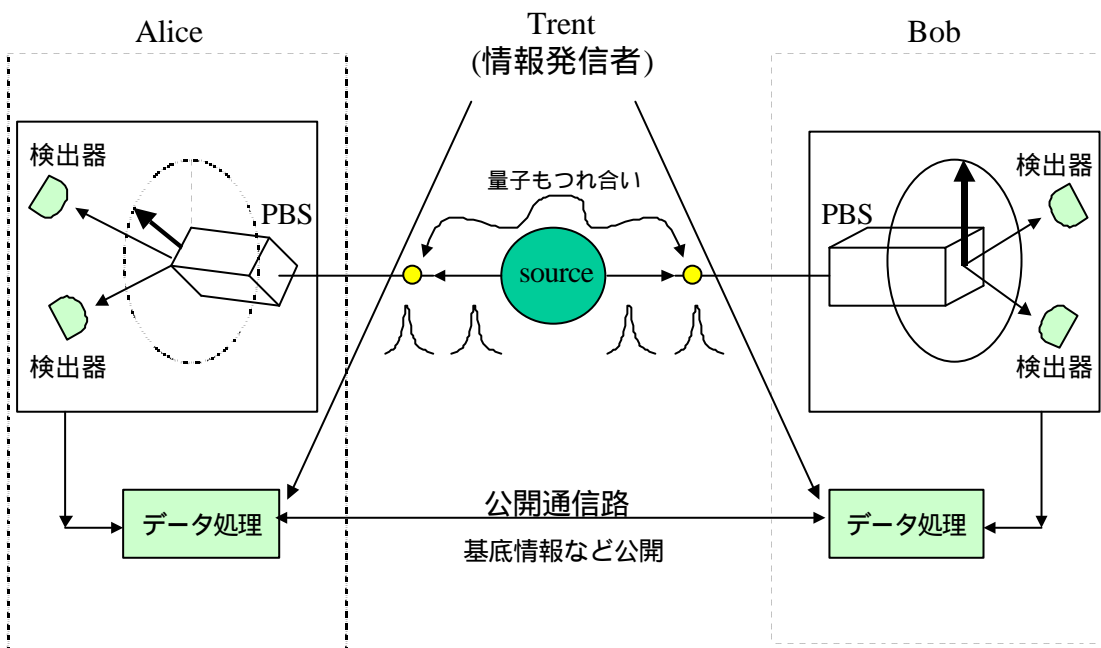 Alice
Trent
(情報発信者)
Bob
検出器
PBS
検出器
量子もつれ合い
source
PBS
検出器
検出器
データ処理
公開通信路
基底情報など公開
データ処理